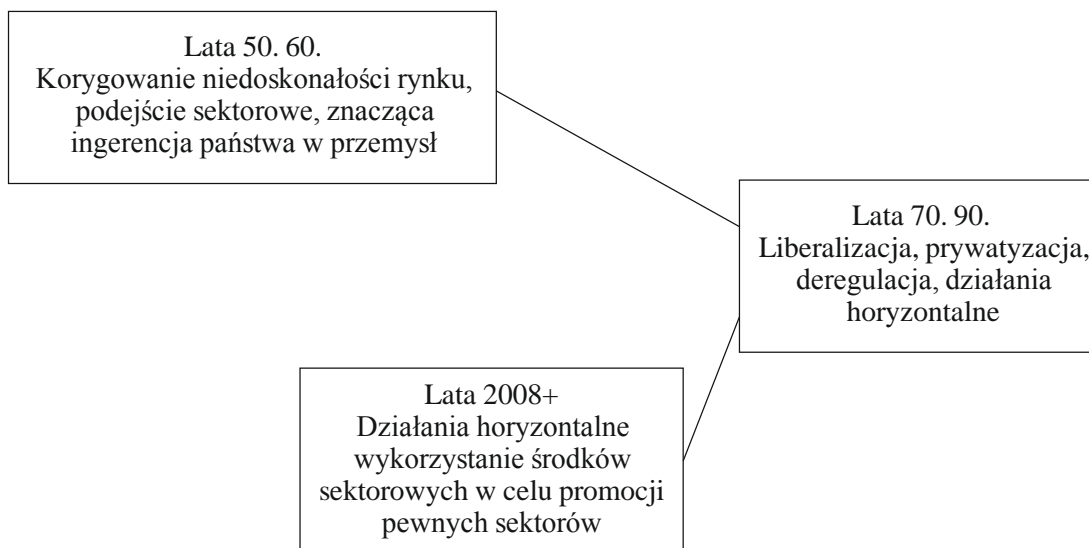 Lata 50. 60.
Korygowanie niedoskonałości rynku,
podejście sektorowe, znacząca
ingerencja państwa w przemysł
Lata 70. 90.
Liberalizacja, prywatyzacja,
deregulacja, działania
horyzontalne
Lata 2008+
Działania horyzontalne
wykorzystanie środków
sektorowych w celu promocji
pewnych sektorów